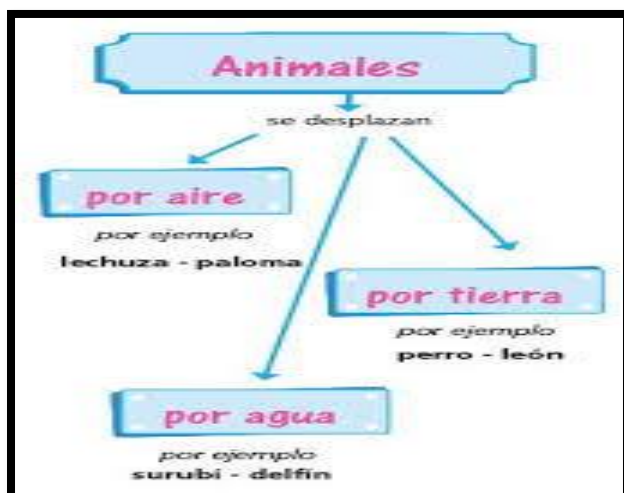 Animales
se desplazan
por aire
por ejemplo
lechuza - paloma
por tierra
por ejemplo
perro - león
por agua
por ejemplo
surubí - delfín